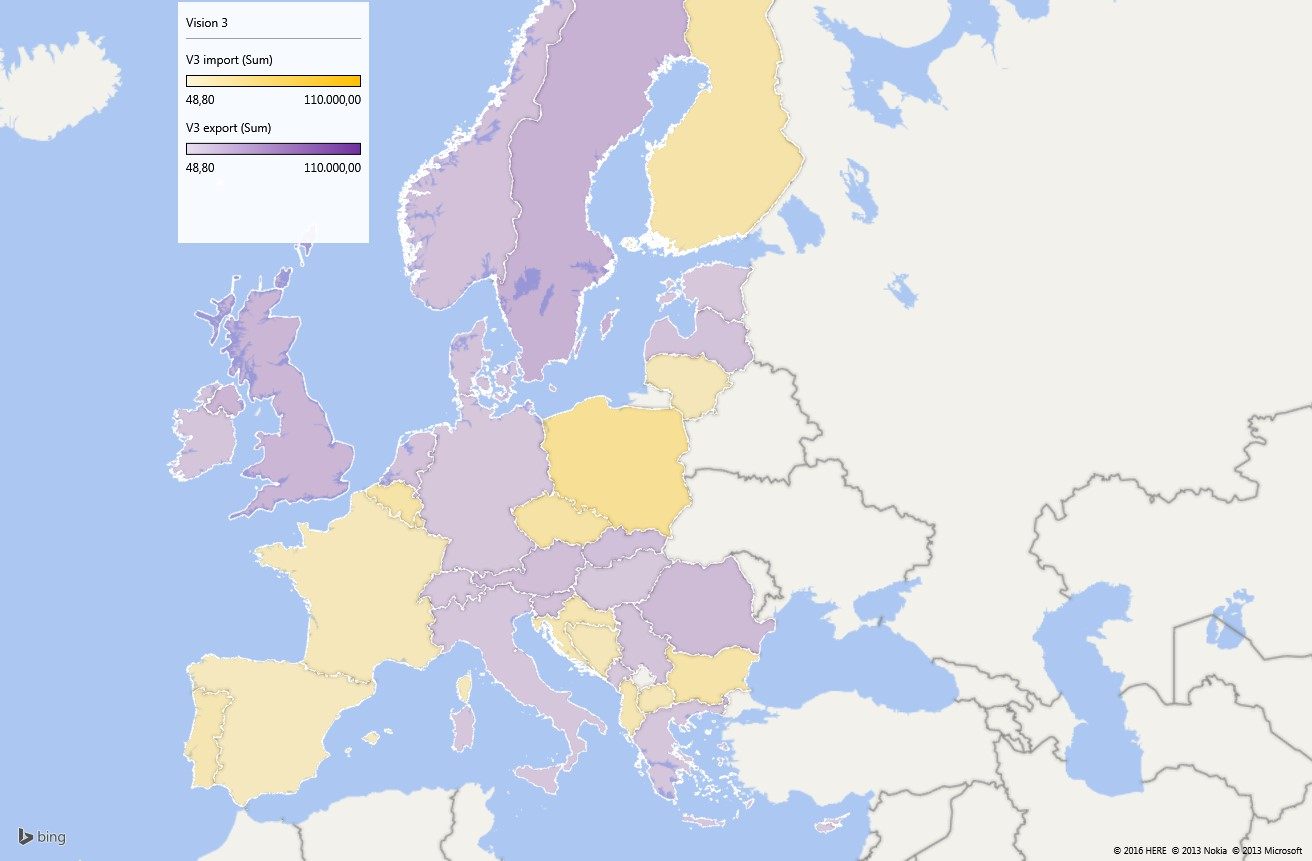 Vision 3
V3 import (Sum)
48,80 110.000,00
V3 export (Sum)
48,80 110.000,00
bing
© 2016 HERE © 2013 Nokia © 2013 Microsoft